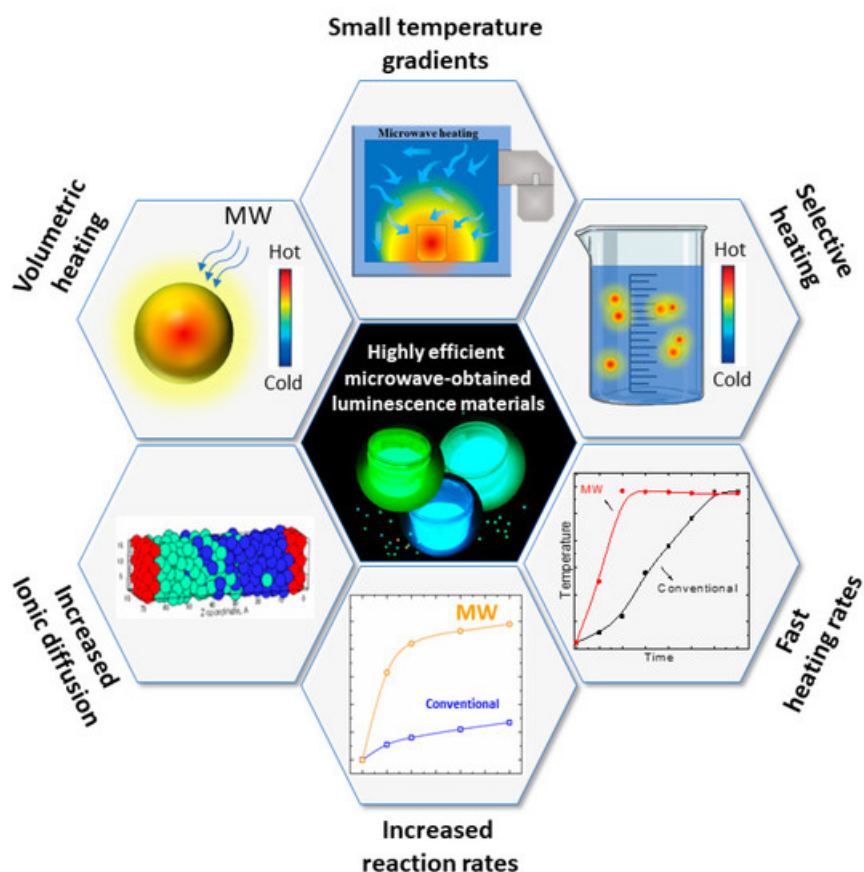 Small temperature
gradients
Microwave heating
Volumetric
heating
MW
Hot
Cold
Selective
heating
Hot
Cold
Highly efficient
microwave-obtained
luminescence materials
Increased
Ionic diffusion
Z coordinate, A
MW
Conventional
Temperature
Time
Fast
heating rates
MW
Conventional
Increased
reaction rates